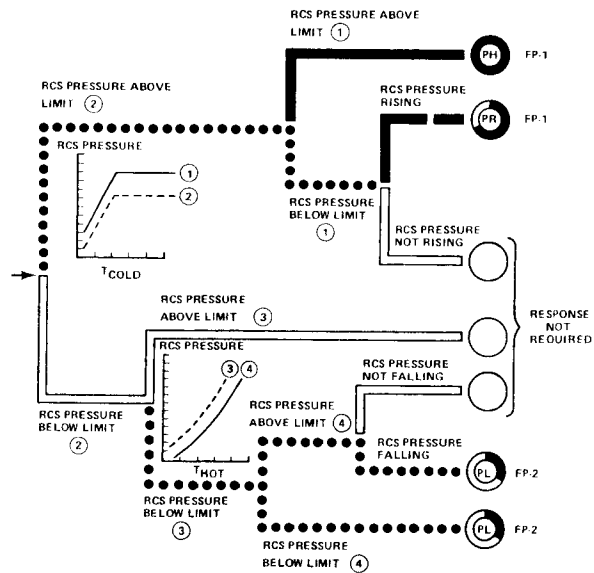 RCS PRESSURE ABOVE
LIMIT ①
PH
FP-1
RCS PRESSURE
RISING
PR
FP-1
RCS PRESSURE ABOVE
LIMIT ②
RCS PRESSURE
①
②
TCOLD
RCS PRESSURE
BELOW LIMIT
①
RCS PRESSURE
NOT RISING
RESPONSE
NOT
REQUIRED
RCS PRESSURE
ABOVE LIMIT ③
RCS PRESSURE
③ ④
THOT
RCS PRESSURE
BELOW LIMIT
②
RCS PRESSURE
NOT FALLING
RCS PRESSURE
ABOVE LIMIT ④
RCS PRESSURE
FALLING
PL
FP-2
RCS PRESSURE
BELOW LIMIT
③
PL
FP-2
RCS PRESSURE
BELOW LIMIT ④